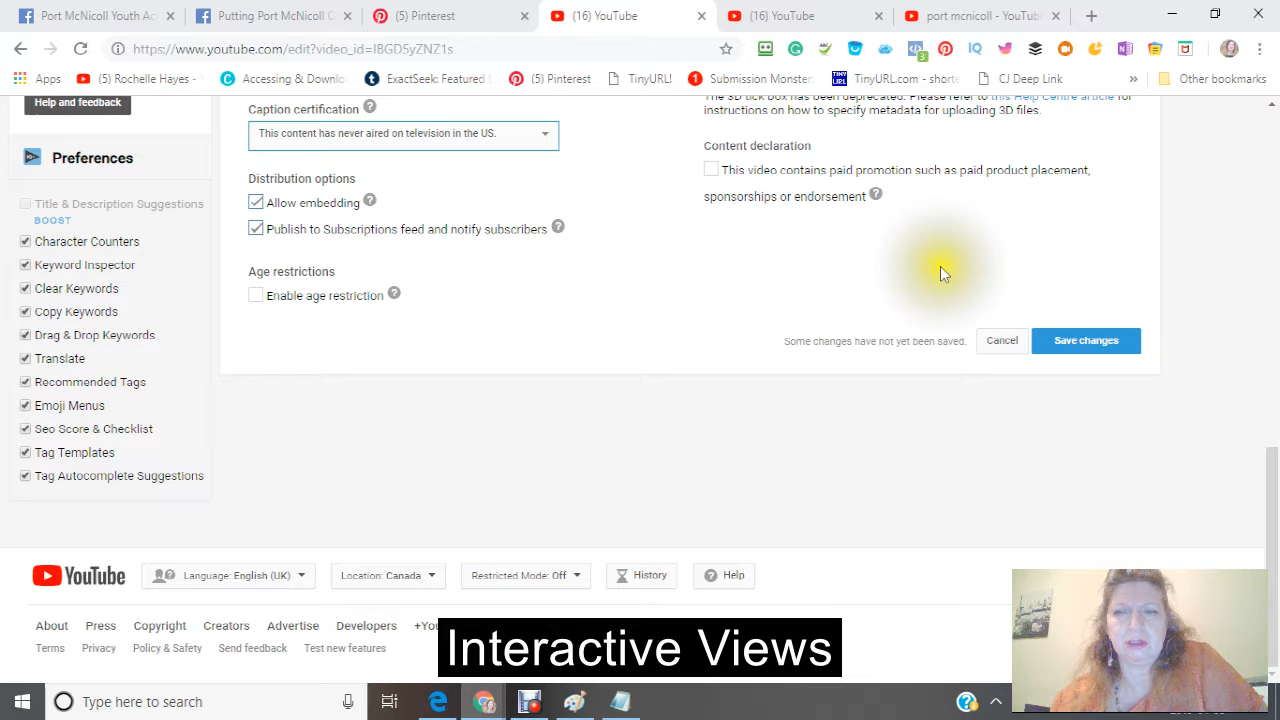 Port McNicoll Youth Ac
Putting Port McNicoll C
(5) Pinterest
(16) YouTube
(16) YouTube
port mcnicoll - YouTube
https://www.youtube.com/edit?video_id=I8GD5yZNZ1s
Apps
(5) Rochelle Hayes -
Accessing & Downlo
ExactSeek: Featured
(5) Pinterest
TinyURL!
Submission Monster
TinyURL.com - shorte
CJ Deep Link
Other bookmarks
Help and feedback
Preferences
Title & Description Suggestions
BOOST
Character Counters
Keyword Inspector
Clear Keywords
Copy Keywords
Drag & Drop Keywords
Translate
Recommended Tags
Emoji Menus
Seo Score & Checklist
Tag Templates
Tag Autocomplete Suggestions
Caption certification
This content has never aired on television in the US.
Distribution options
Allow embedding
Publish to Subscriptions feed and notify subscribers
Age restrictions
Enable age restriction
The 3D tick box has been deprecated. Please refer to this Help Centre article for
instructions on how to specify metadata for uploading 3D files.
Content declaration
This video contains paid promotion such as paid product placement,
sponsorships or endorsement
Some changes have not yet been saved.
Cancel
Save changes
YouTube
Language: English (UK)
Location: Canada
Restricted Mode: Off
History
Help
About Press Copyright Creators Advertise Developers +You
Terms Privacy Policy & Safety Send feedback Test new features
Interactive Views
Type here to search